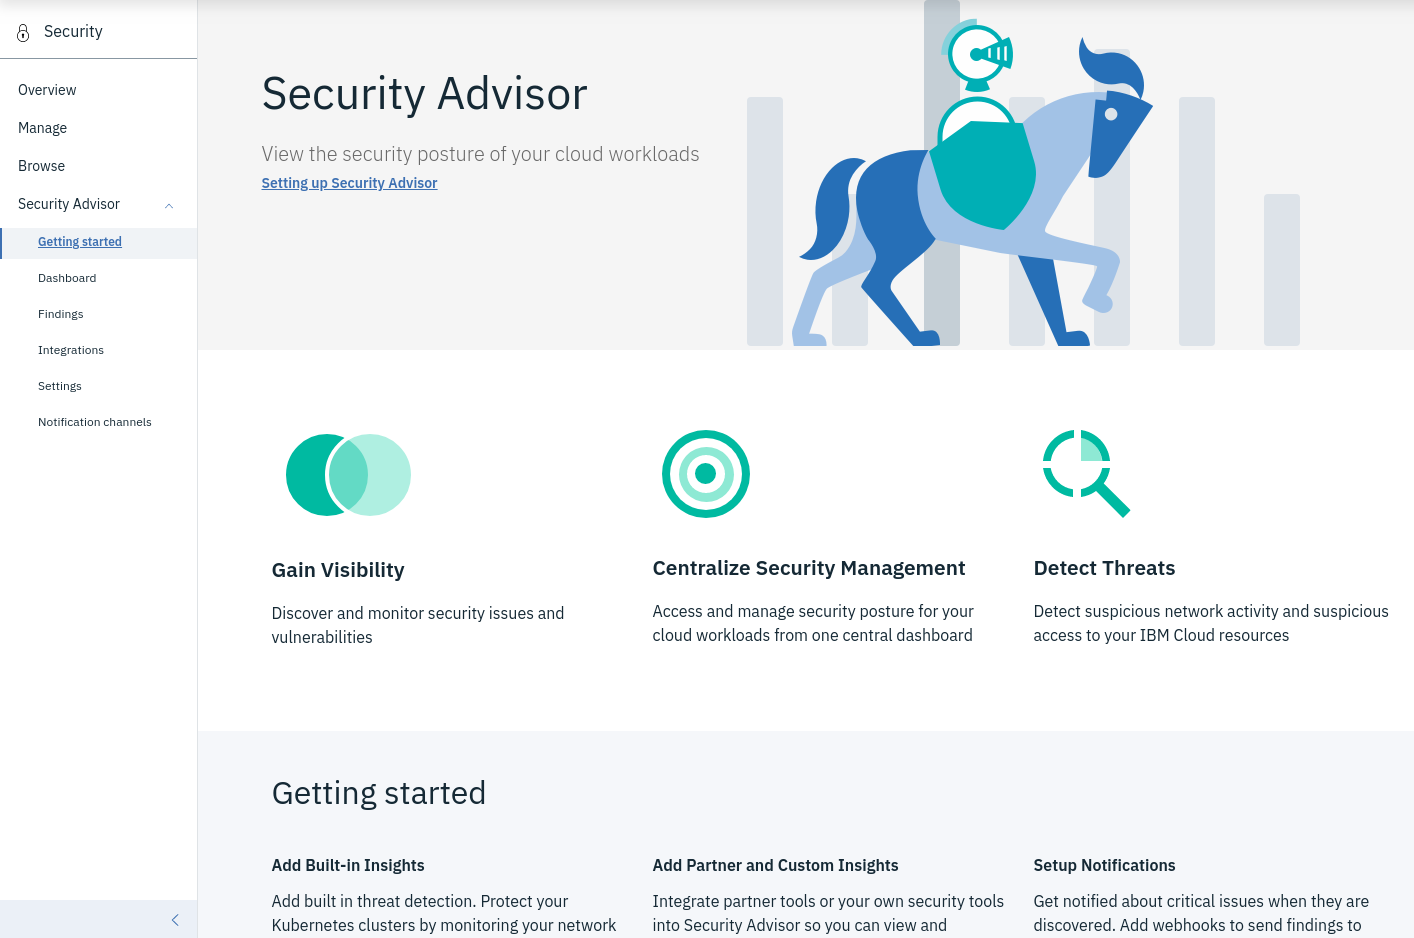 Security
Overview
Manage
Browse
Security Advisor
Getting started
Dashboard
Findings
Integrations
Settings
Notification channels
Security Advisor
View the security posture of your cloud workloads
Setting up Security Advisor
Gain Visibility
Discover and monitor security issues and
vulnerabilities
Centralize Security Management
Access and manage security posture for your
cloud workloads from one central dashboard
Detect Threats
Detect suspicious network activity and suspicious
access to your IBM Cloud resources
Getting started
Add Built-in Insights
Add built in threat detection. Protect your
Kubernetes clusters by monitoring your network
Add Partner and Custom Insights
Integrate partner tools or your own security tools
into Security Advisor so you can view and
Setup Notifications
Get notified about critical issues when they are
discovered. Add webhooks to send findings to